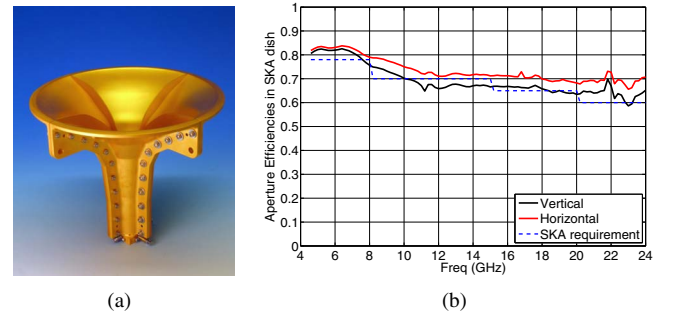 1
0.9
0.8
0.7
0.6
0.5
0.4
0.3
0.2
0.1
0
Aperture Efficiencies in SKA dish
Vertical
Horizontal
SKA requirement
4 6 8 10 12 14 16 18 20 22 24
Freq (GHz)
(a) (b)